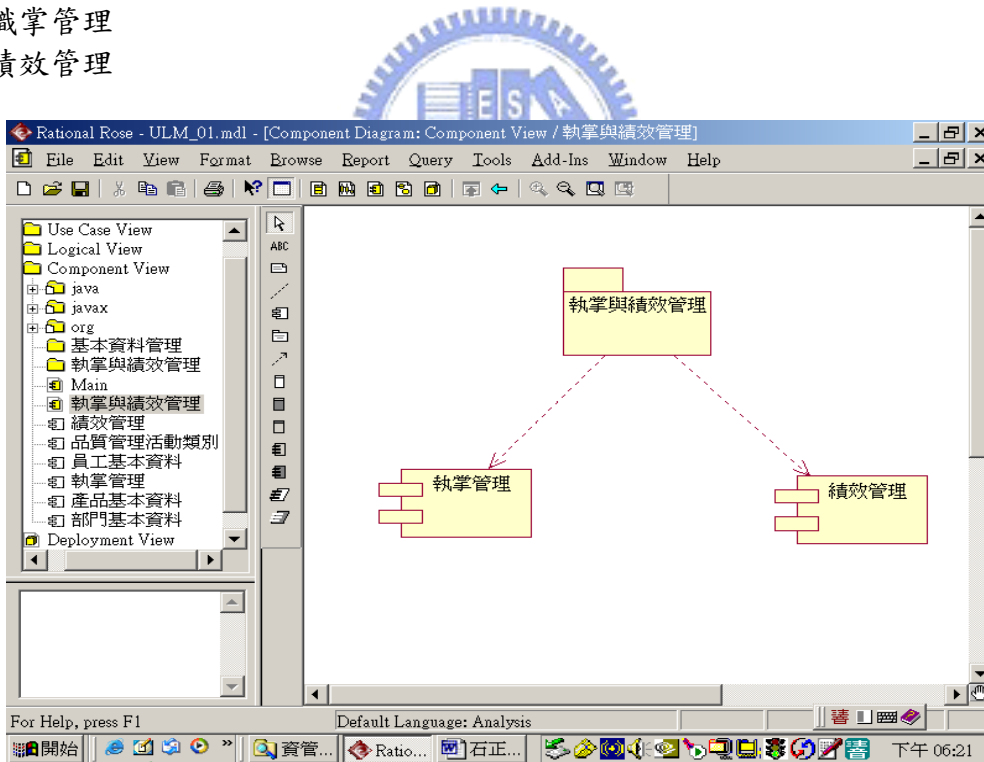 職掌管理
績效管理
ESA
Rational Rose - ULM_01.mdl - [Component Diagram: Component View / 執掌與績效管理]
File Edit View Format Browse Report Query Tools Add-Ins Window Help
Use Case View
Logical View
Component View
java
javax
org
基本資料管理
執掌與績效管理
Main
執掌與績效管理
績效管理
品質管理活動類別
員工基本資料
執掌管理
產品基本資料
部門基本資料
Deployment View
ABC
執掌與績效管理
執掌管理
績效管理
For Help, press F1
Default Language: Analysis
開始
資管...
Ratio...
石正...
下午 06:21